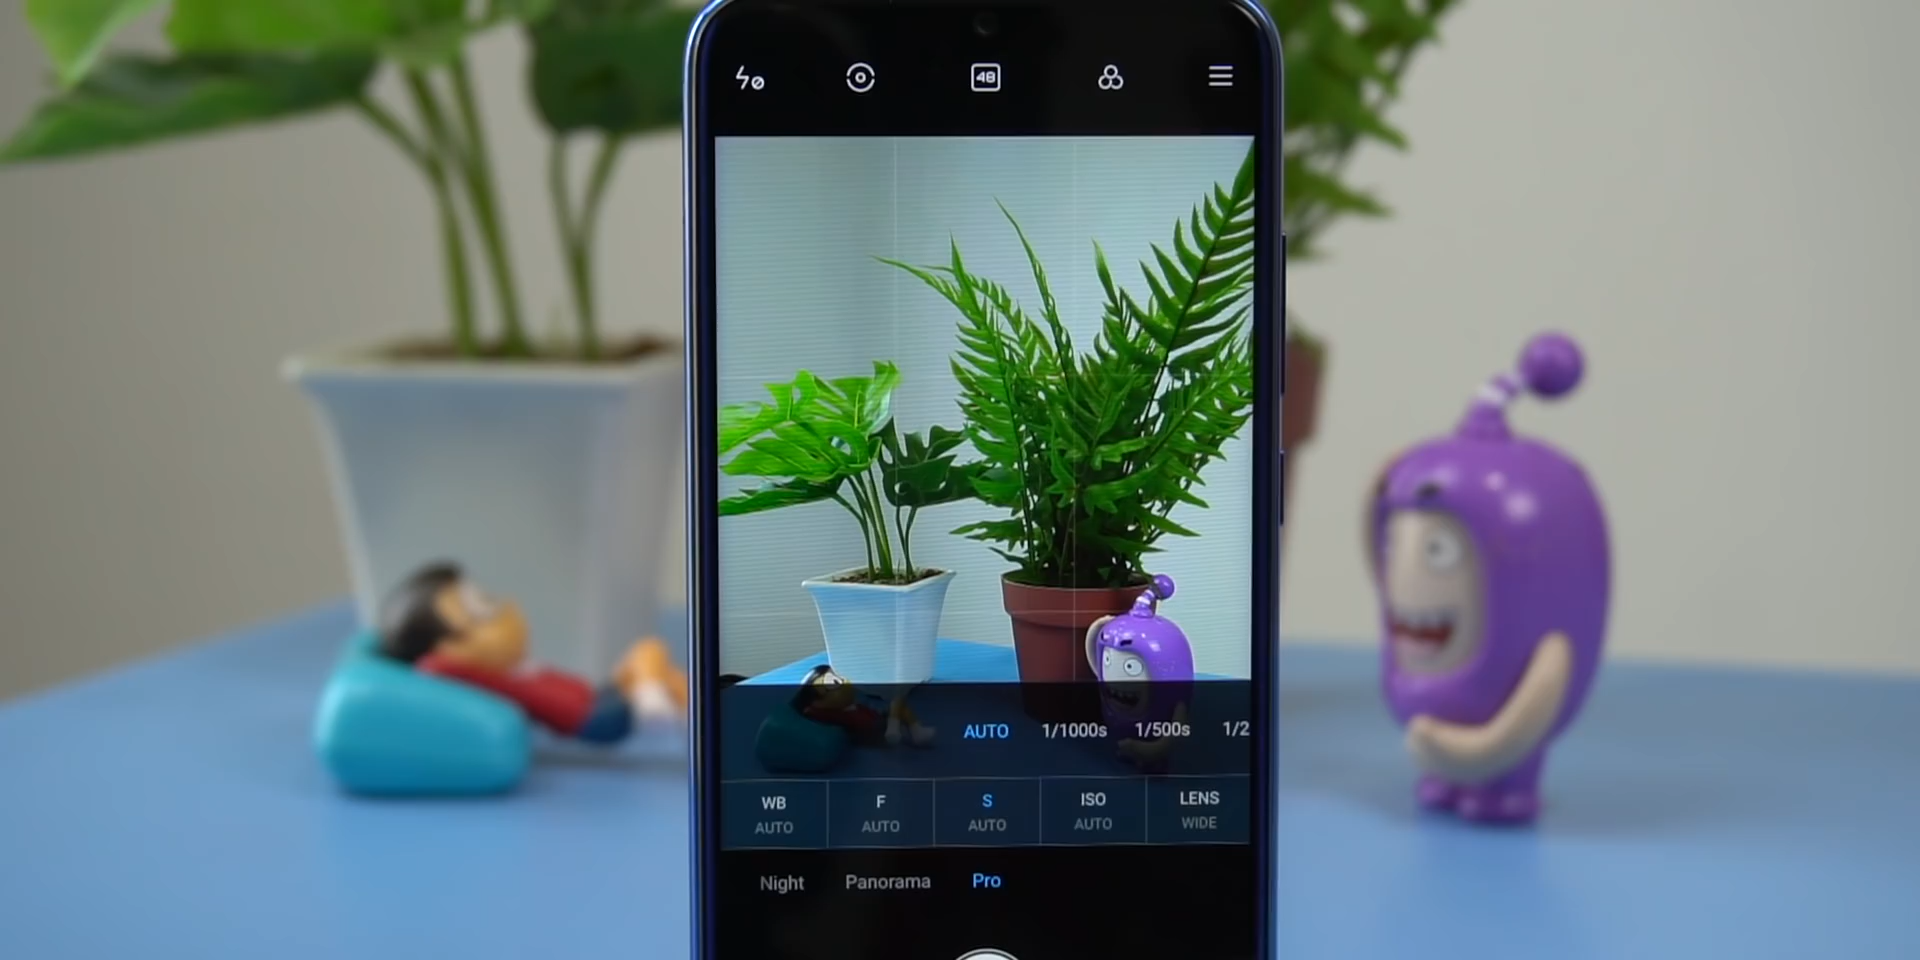 48
AUTO 1/1000s 1/500s 1/2
WB F S ISO LENS
AUTO AUTO AUTO AUTO WIDE
Night Panorama Pro